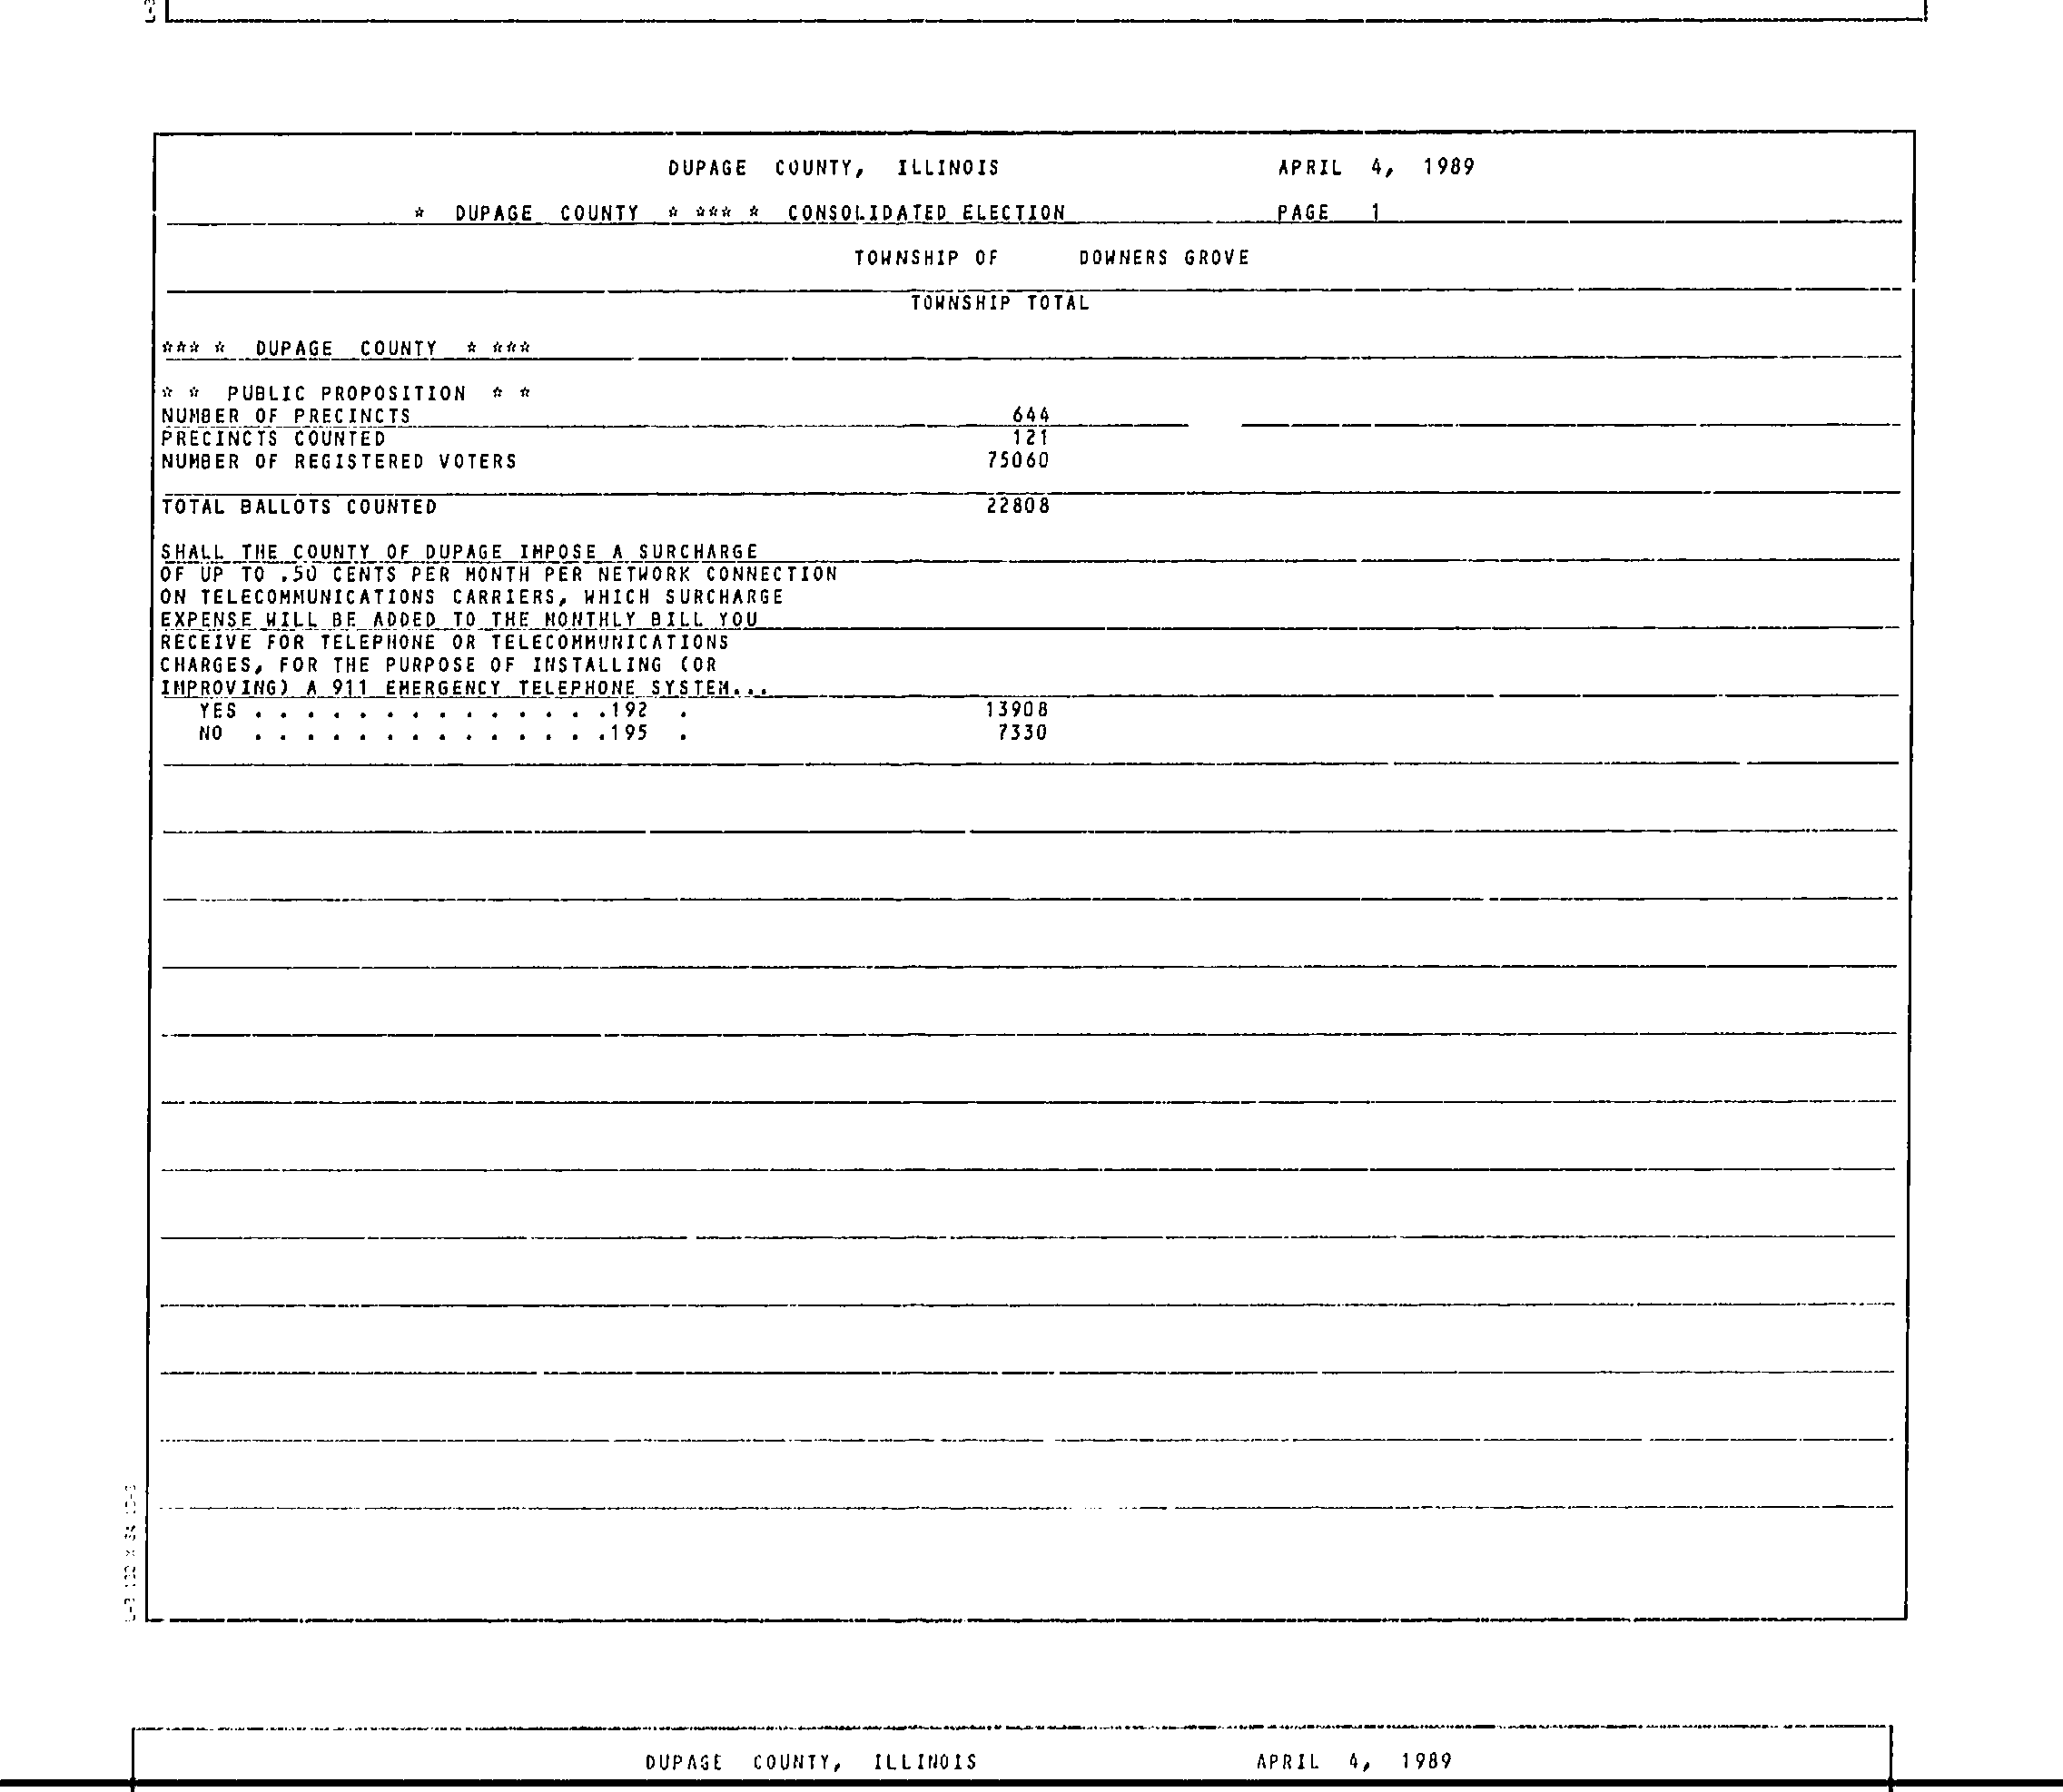 DUPAGE COUNTY, ILLINOIS APRIL 4, 1989
* DUPAGE COUNTY * *** * CONSOLIDATED ELECTION PAGE 1
TOWNSHIP OF DOWNERS GROVE
TOWNSHIP TOTAL
*** * DUPAGE COUNTY * ***
* * PUBLIC PROPOSITION * *
NUMBER OF PRECINCTS 644
PRECINCTS COUNTED 121
NUMBER OF REGISTERED VOTERS 75060
TOTAL BALLOTS COUNTED 22808
SHALL THE COUNTY OF DUPAGE IMPOSE A SURCHARGE
OF UP TO .50 CENTS PER MONTH PER NETWORK CONNECTION
ON TELECOMMUNICATIONS CARRIERS, WHICH SURCHARGE
EXPENSE WILL BE ADDED TO THE MONTHLY BILL YOU
RECEIVE FOR TELEPHONE OR TELECOMMUNICATIONS
CHARGES, FOR THE PURPOSE OF INSTALLING (OR
IMPROVING) A 911 EMERGENCY TELEPHONE SYSTEM...
YES . . . . . . . . . . . . . .192 . 13908
NO . . . . . . . . . . . . . .195 . 7330
DUPAGE COUNTY, ILLINOIS APRIL 4, 1989